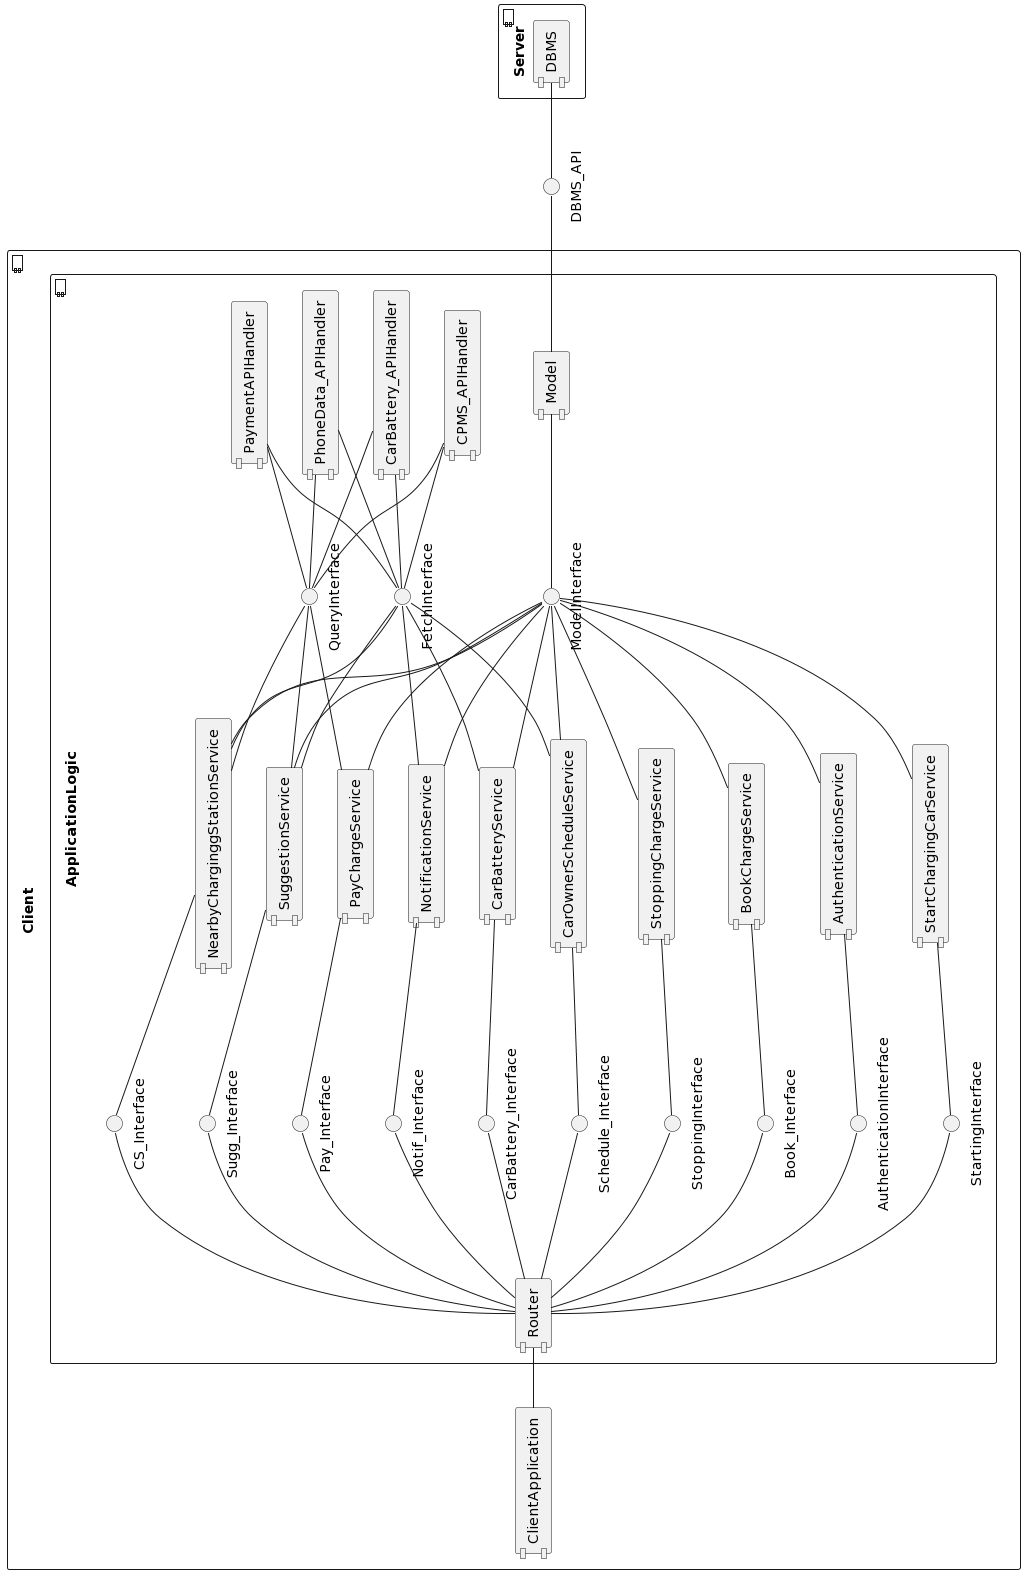 Server
DBMS
DBMS_API
Client
ApplicationLogic
PaymentAPIHandler
PhoneData_APIHandler
CarBattery_APIHandler
CPMS_APIHandler
Model
QueryInterface
FetchInterface
ModelInterface
NearbyCharginggStationService
SuggestionService
PayChargeService
NotificationService
CarBatteryService
CarOwnerScheduleService
StoppingChargeService
BookChargeService
AuthenticationService
StartChargingCarService
CS_Interface
Sugg_Interface
Pay_Interface
Notif_Interface
CarBattery_Interface
Schedule_Interface
StoppingInterface
Book_Interface
AuthenticationInterface
StartingInterface
Router
ClientApplication